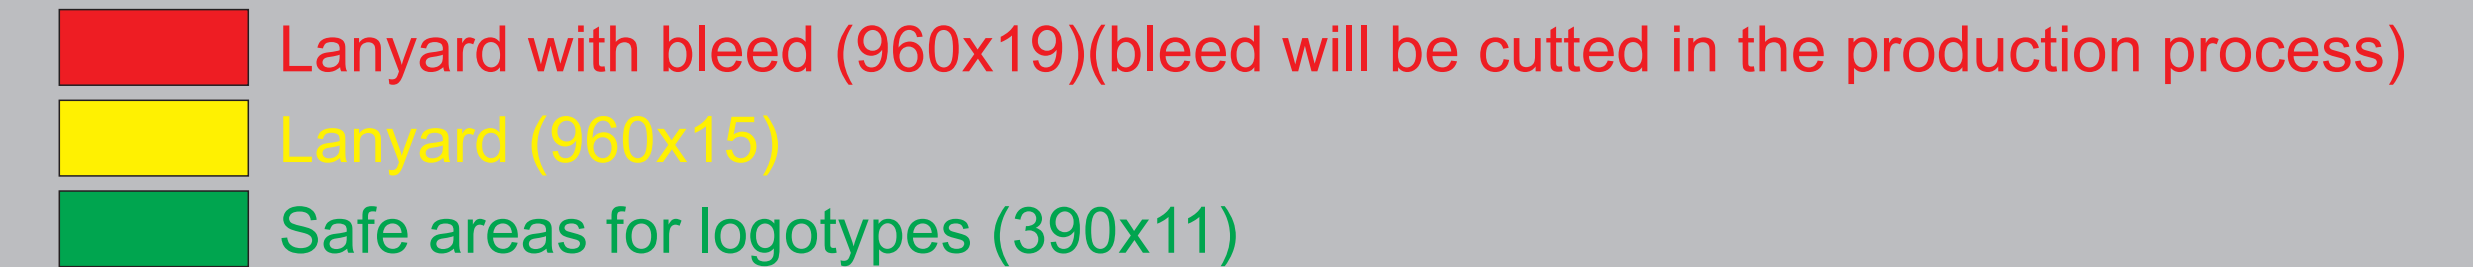 Lanyard with bleed (960x19)(bleed will be cutted in the production process)
Lanyard (960x15)
Safe areas for logotypes (390x11)